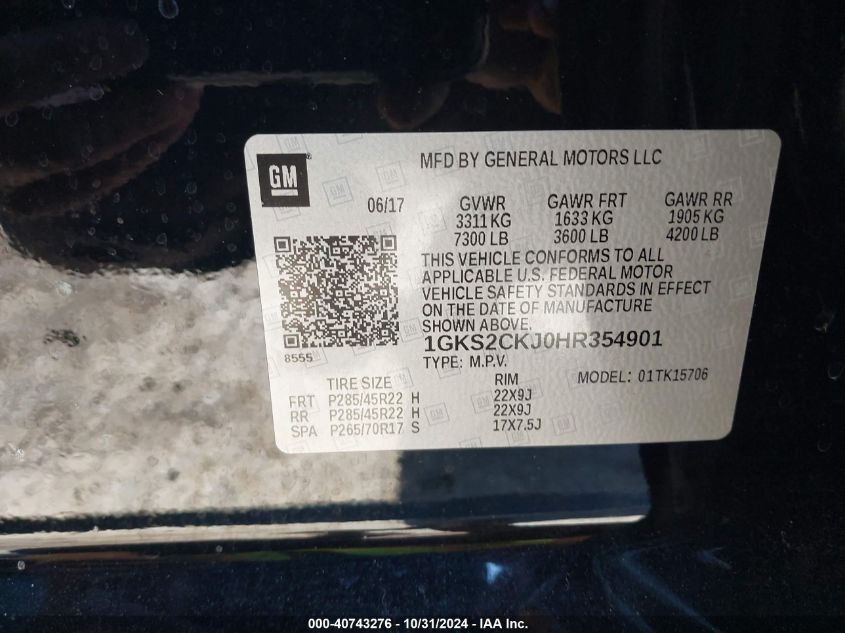 GM
MFD BY GENERAL MOTORS LLC
06/17 GVWR GAWR FRT GAWR RR
3311 KG 1633 KG 1905 KG
7300 LB 3600 LB 4200 LB
THIS VEHICLE CONFORMS TO ALL
APPLICABLE U.S. FEDERAL MOTOR
VEHICLE SAFETY STANDARDS IN EFFECT
ON THE DATE OF MANUFACTURE
SHOWN ABOVE.
8555
1GKS2CKJ0HR354901
TYPE: M.P.V.
MODEL: 01TK15706
TIRE SIZE RIM
FRT P285/45R22 H 22X9J
RR P285/45R22 H 22X9J
SPA P265/70R17 S 17X7.5J
000-40743276 - 10/31/2024 - IAA Inc.